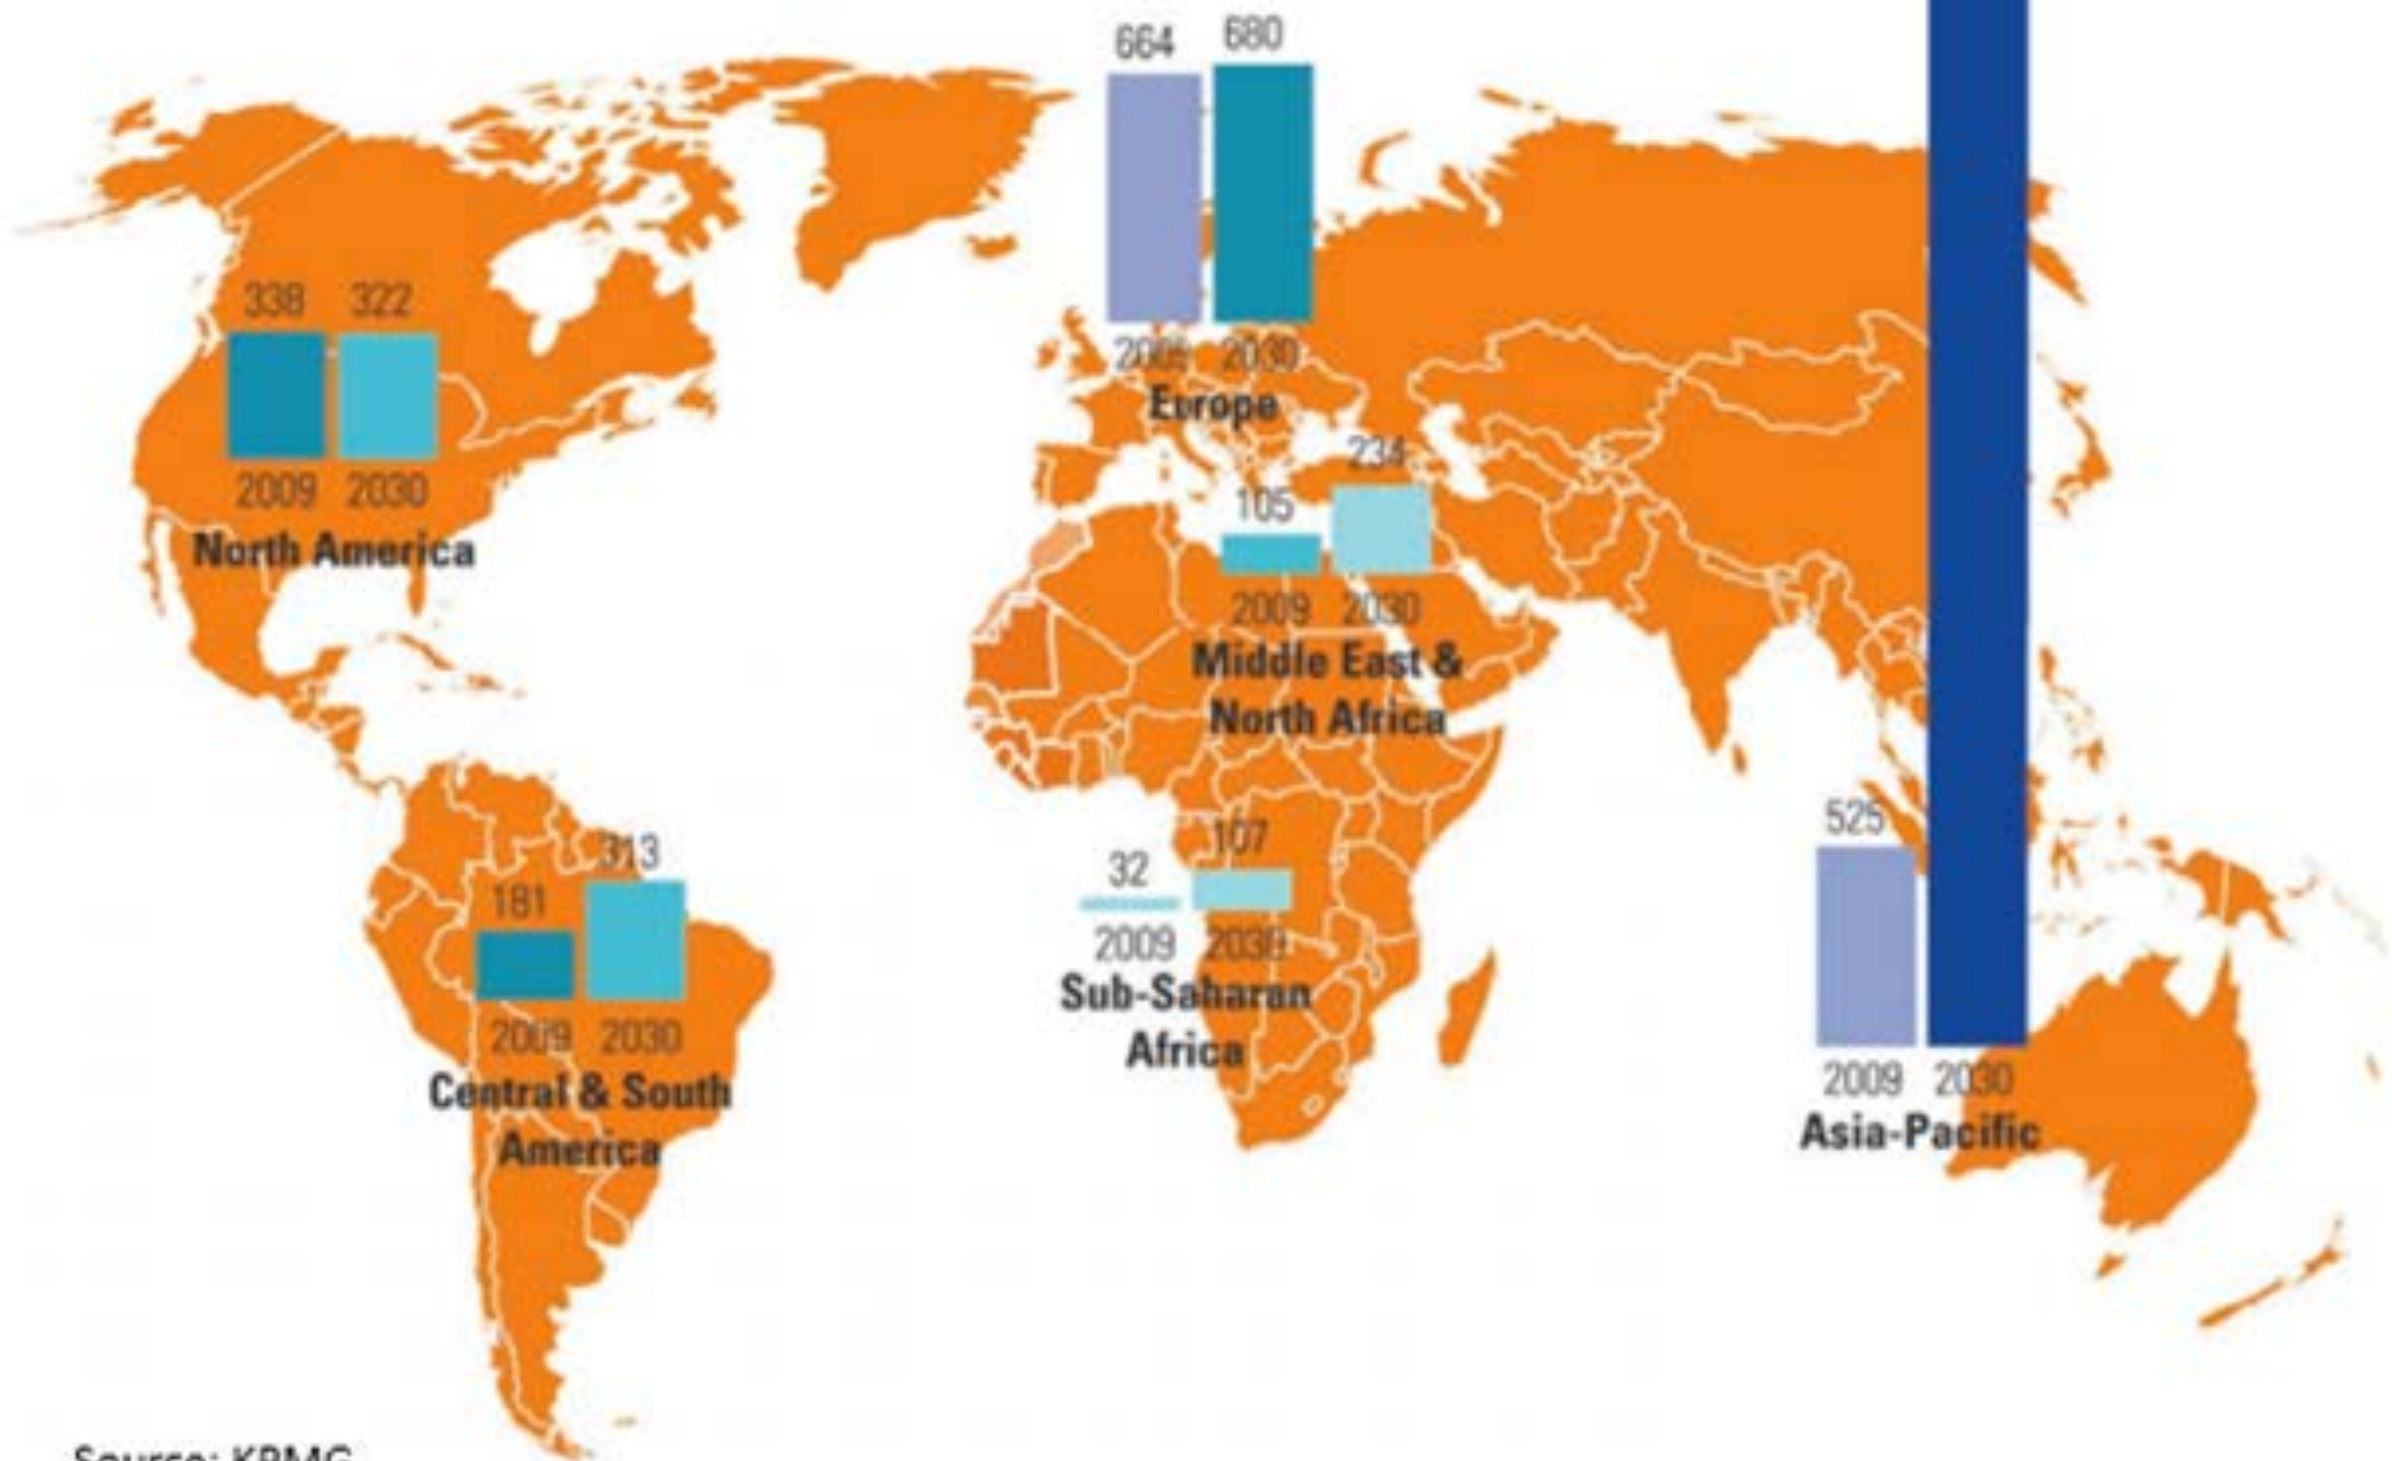 664 680
2009 2030
Europe
338 322
2009 2030
North America
105 234
2009 2030
Middle East &
North Africa
181 313
2009 2030
Central & South
America
32 107
2009 2030
Sub-Saharan
Africa
525
2009 2030
Asia-Pacific
Source: KPMG